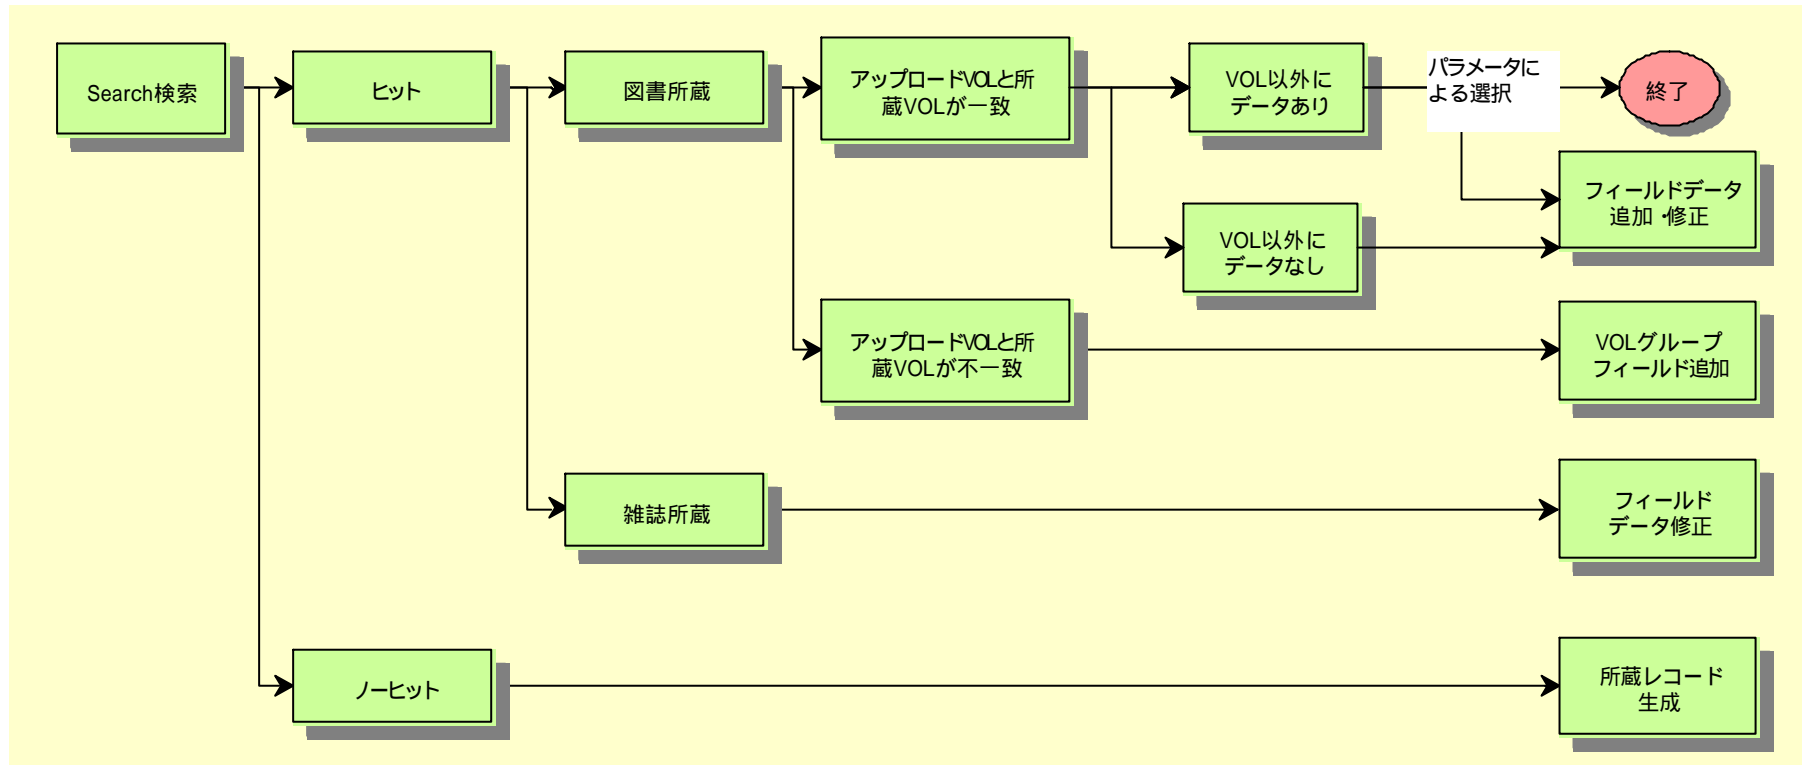 Search検索
ヒット
図書所蔵
アップロードVOLと所
蔵VOLが一致
VOL以外に
データあり
パラメータに
よる選択
終了
フィールドデータ
追加・修正
VOL以外に
データなし
アップロードVOLと所
蔵VOLが不一致
VOLグループ
フィールド追加
雑誌所蔵
フィールド
データ修正
ノーヒット
所蔵レコード
生成